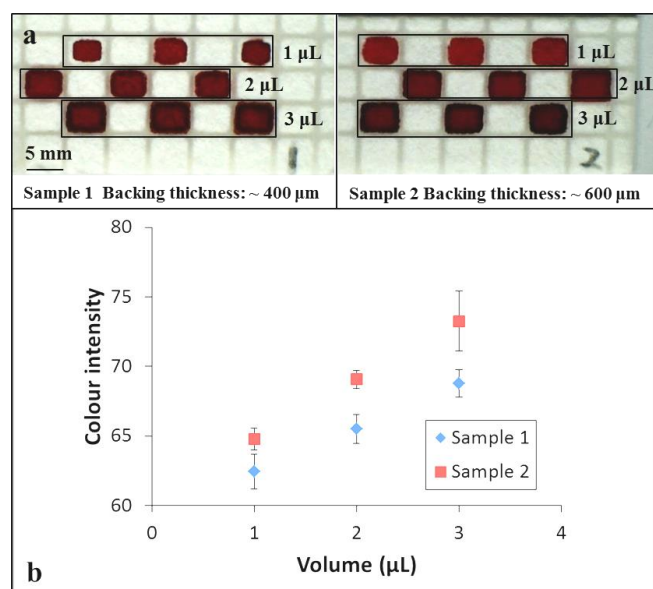 a
1 µL
2 µL
3 µL
5 mm
1
Sample 1 Backing thickness: ~ 400 µm
1 µL
2 µL
3 µL
2
Sample 2 Backing thickness: ~ 600 µm
80
75
70
65
60
Colour intensity
Sample 1
Sample 2
0
1
2
3
4
Volume (µL)
b